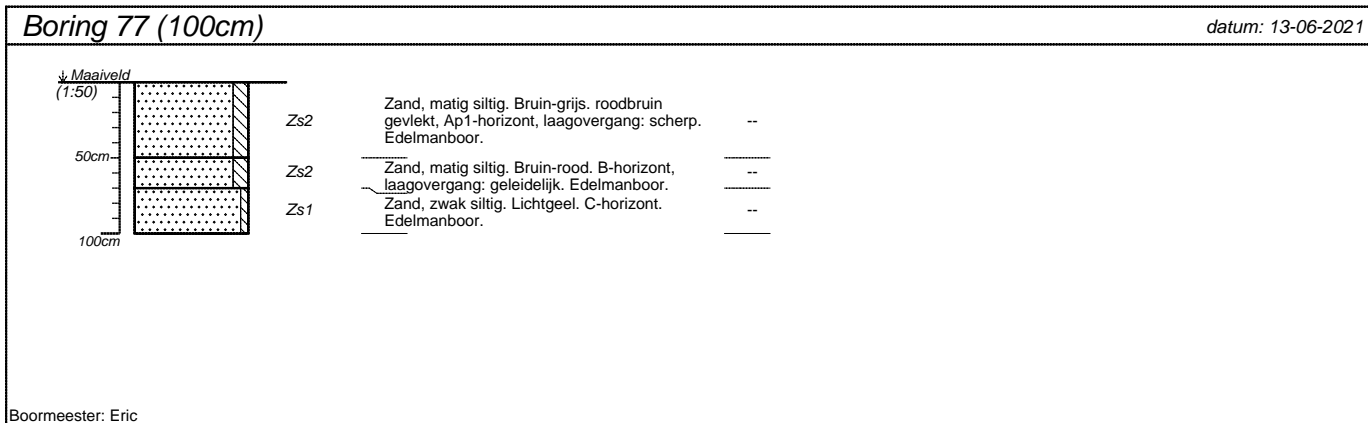 Boring 77 (100cm)
datum: 13-06-2021
Maaiveld
(1:50)
Zs2
Zand, matig siltig. Bruin-grijs. roodbruin
gevlekt, Ap1-horizont, laagovergang: scherp.
Edelmanboor.
--
50cm
Zs2
Zand, matig siltig. Bruin-rood. B-horizont,
laagovergang: geleidelijk. Edelmanboor.
--
Zs1
Zand, zwak siltig. Lichtgeel. C-horizont.
Edelmanboor.
--
100cm
Boormeester: Eric